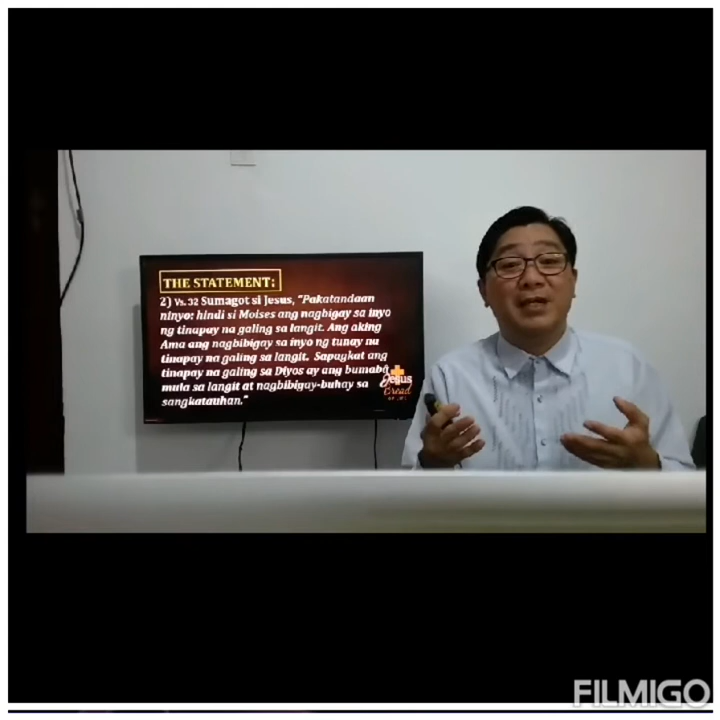 THE STATEMENT:
2) Vs. 32 Sumagot si Jesus, "Pakatandaan
ninyo: hindi si Moises ang nagbigay sa inyo
ng tinapay na galing sa langit. Ang aking
Ama ang nagbibigay sa inyo ng tunay na
tinapay na galing sa langit. Sapagkat ang
tinapay na galing sa Diyos ay ang bumaba
mula sa langit at nagbibigay-buhay sa
sangkatauhan."
Jesus
Bread
FILMIGO